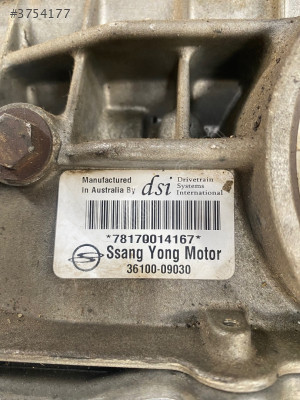 #3754177
Manufactured
In Australia By
dsi
Drivetrain
Systems
International
*78170014167*
Ssang Yong Motor
36100-09030